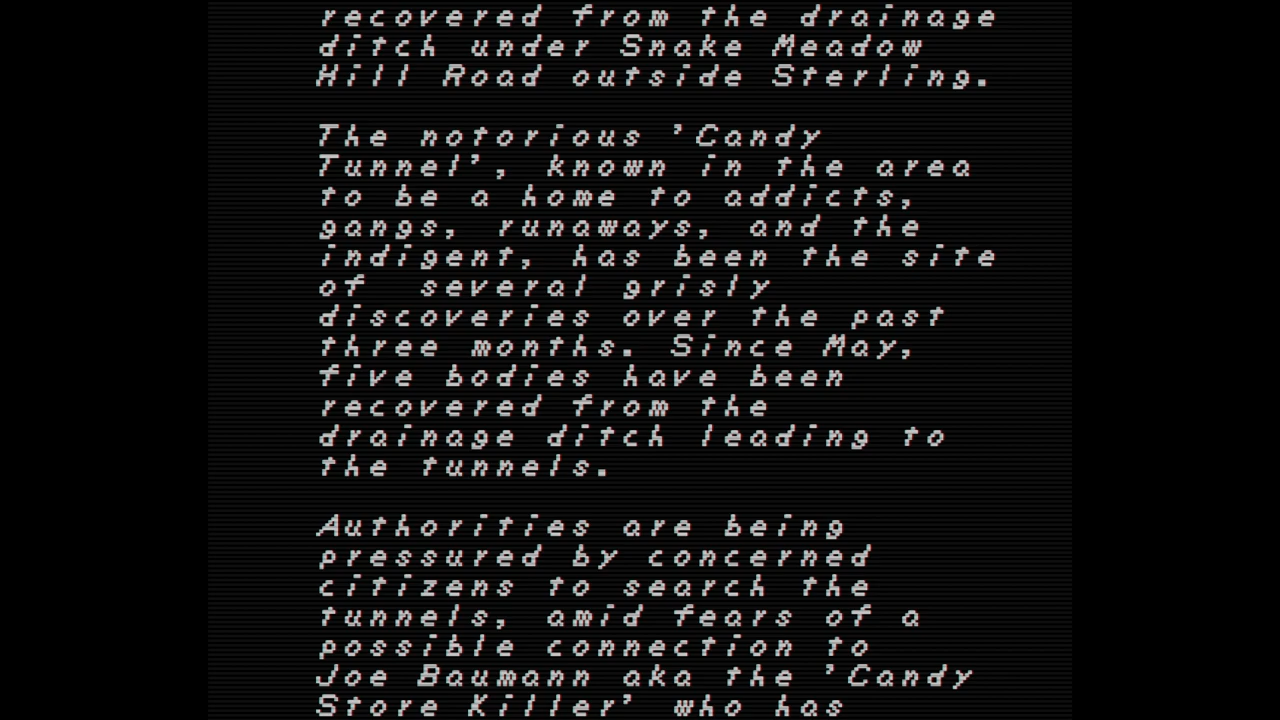 recovered from the drainage
ditch under Snake Meadow
Hill Road outside Sterling.
The notorious 'Candy
Tunnel', known in the area
to be a home to addicts,
gangs, runaways, and the
indigent, has been the site
of  several grisly
discoveries over the past
three months. Since May,
five bodies have been
recovered from the
drainage ditch leading to
the tunnels.
Authorities are being
pressured by concerned
citizens to search the
tunnels, amid fears of a
possible connection to
Joe Baumann aka the 'Candy
Store Killer' who has